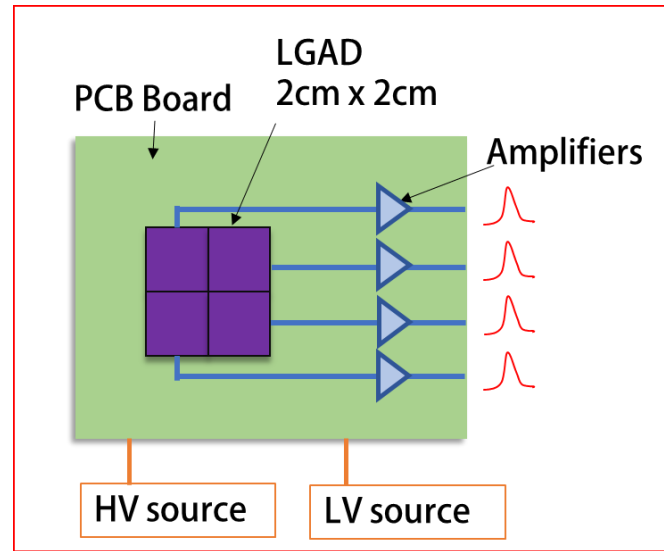 LGAD
2cm x 2cm
PCB Board
Amplifiers
HV source
LV source